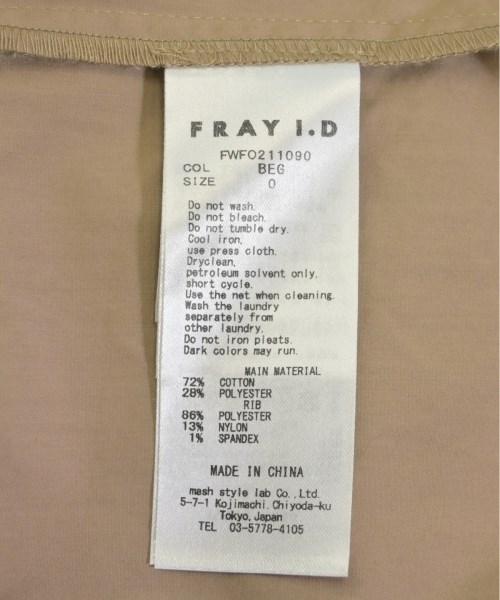 FRAY I.D
FWFO211090
COL BEG
SIZE 0
Do not wash.
Do not bleach.
Do not tumble dry.
Cool iron,
use press cloth.
Dryclean,
petroleum solvent only,
short cycle.
Use the net when cleaning.
Wash the laundry
separately from
other laundry.
Do not iron pleats.
Dark colors may run.
MAIN MATERIAL
72% COTTON
28% POLYESTER
RIB
86% POLYESTER
13% NYLON
1% SPANDEX
MADE IN CHINA
mash style lab Co.,Ltd.
5-7-1 Kojimachi,Chiyoda-ku
Tokyo,Japan
TEL 03-5778-4105